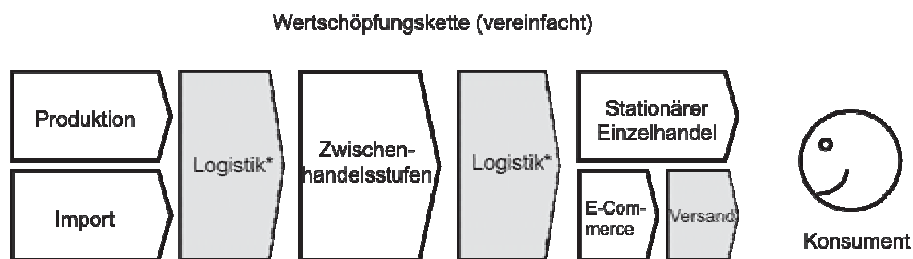 Wertschöpfungskette (vereinfacht)
Produktion
Import
Logistik*
Zwischen-
handelsstufen
Logistik*
Stationärer
Einzelhandel
E-Com-
merce
Versand
Konsument